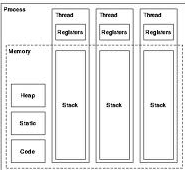 Process
Thread
Thread
Thread
Registers
Registers
Registers
Memory
Heap
Static
Code
Stack
Stack
Stack